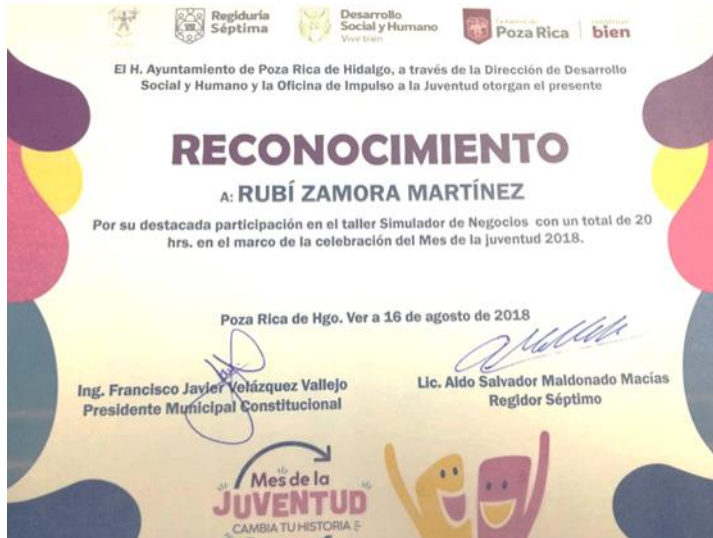 Regiduría
Séptima
Desarrollo
Social y Humano
Vive bien
Poza Rica
bien
El H. Ayuntamiento de Poza Rica de Hidalgo, a través de la Dirección de Desarrollo
Social y Humano y la Oficina de Impulso a la Juventud otorgan el presente
RECONOCIMIENTO
A: RUBÍ ZAMORA MARTÍNEZ
Por su destacada participación en el taller Simulador de Negocios con un total de 20
hrs. en el marco de la celebración del Mes de la juventud 2018.
Poza Rica de Hgo. Ver a 16 de agosto de 2018
Ing. Francisco Javier Velázquez Vallejo
Presidente Municipal Constitucional
Lic. Aldo Salvador Maldonado Macías
Regidor Séptimo
Mes de la
JUVENTUD
CAMBIA TU HISTORIA